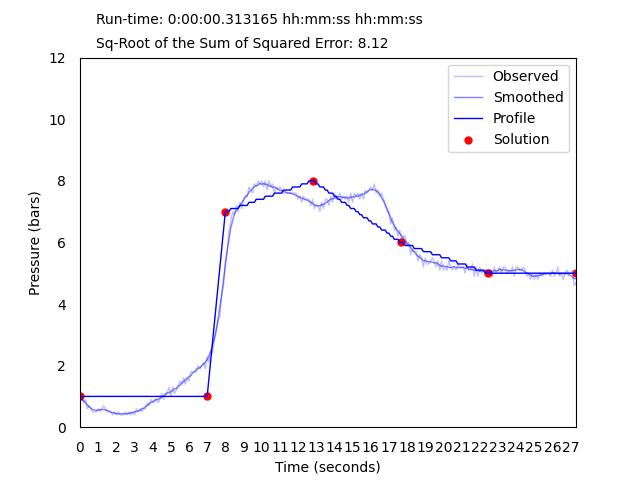 Run-time: 0:00:00.313165 hh:mm:ss hh:mm:ss
Sq-Root of the Sum of Squared Error: 8.12
12
10
8
6
4
2
0
Pressure (bars)
Observed
Smoothed
Profile
Solution
0 1 2 3 4 5 6 7 8 9 10 11 12 13 14 15 16 17 18 19 20 21 22 23 24 25 26 27
Time (seconds)